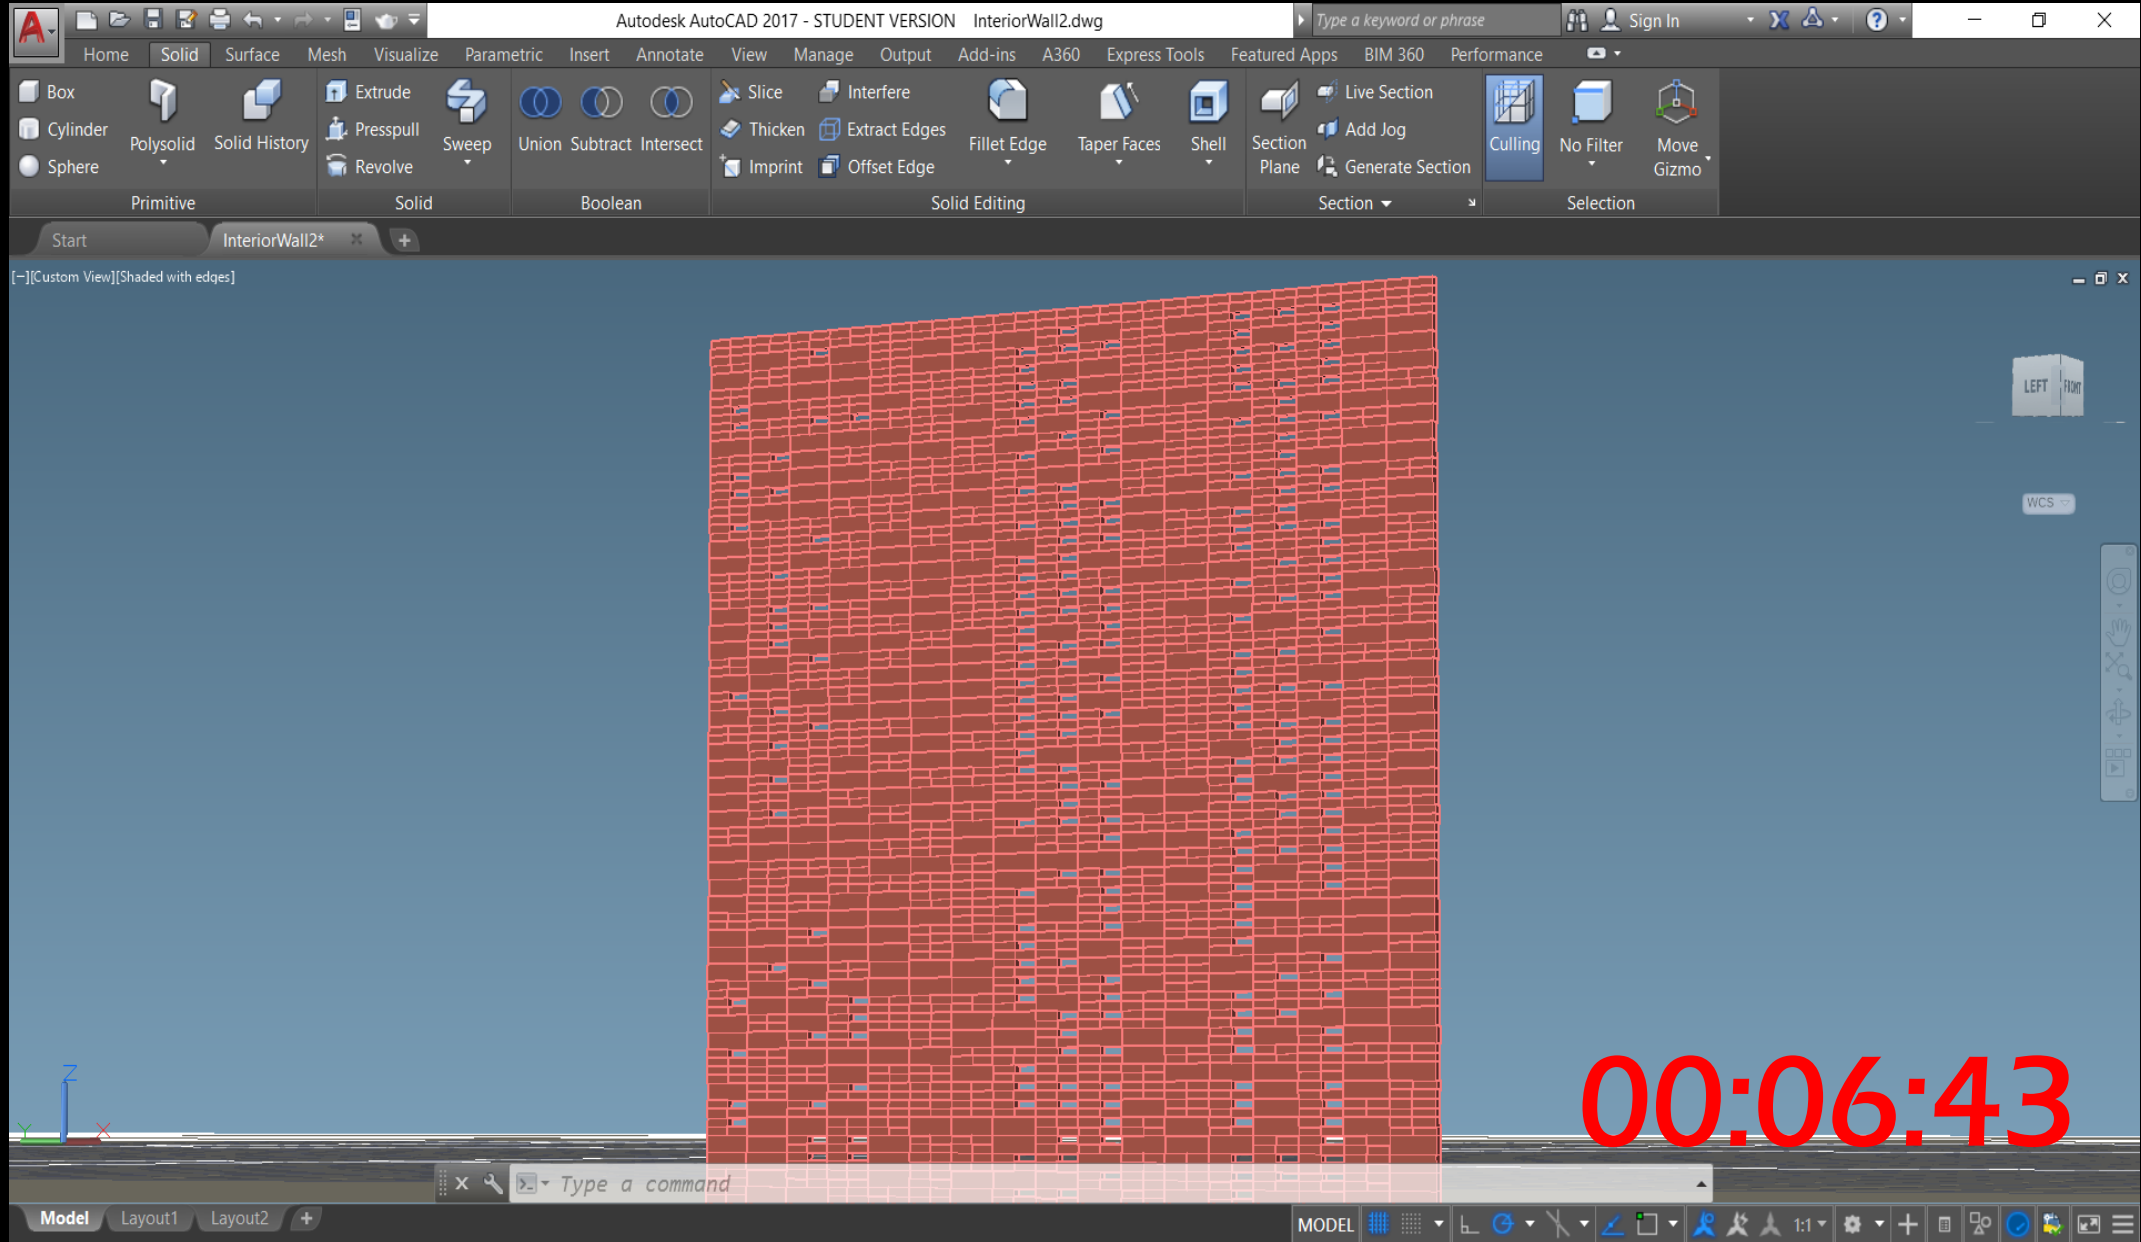 Autodesk AutoCAD 2017 - STUDENT VERSION InteriorWall2.dwg
Type a keyword or phrase
Sign In
Home Solid Surface Mesh Visualize Parametric Insert Annotate View Manage Output Add-ins A360 Express Tools Featured Apps BIM 360 Performance
Box
Cylinder
Sphere
Polysolid
Solid History
Primitive
Extrude
Presspull
Revolve
Sweep
Solid
Union Subtract Intersect
Boolean
Slice
Thicken
Imprint
Interfere
Extract Edges
Offset Edge
Fillet Edge
Taper Faces
Shell
Solid Editing
Section
Plane
Live Section
Add Jog
Generate Section
Section
Culling
No Filter
Move
Gizmo
Selection
Start InteriorWall2*
[−][Custom View][Shaded with edges]
LEFT FRONT
WCS
Z
Y X
00:06:43
Type a command
Model Layout1 Layout2
MODEL 1:1